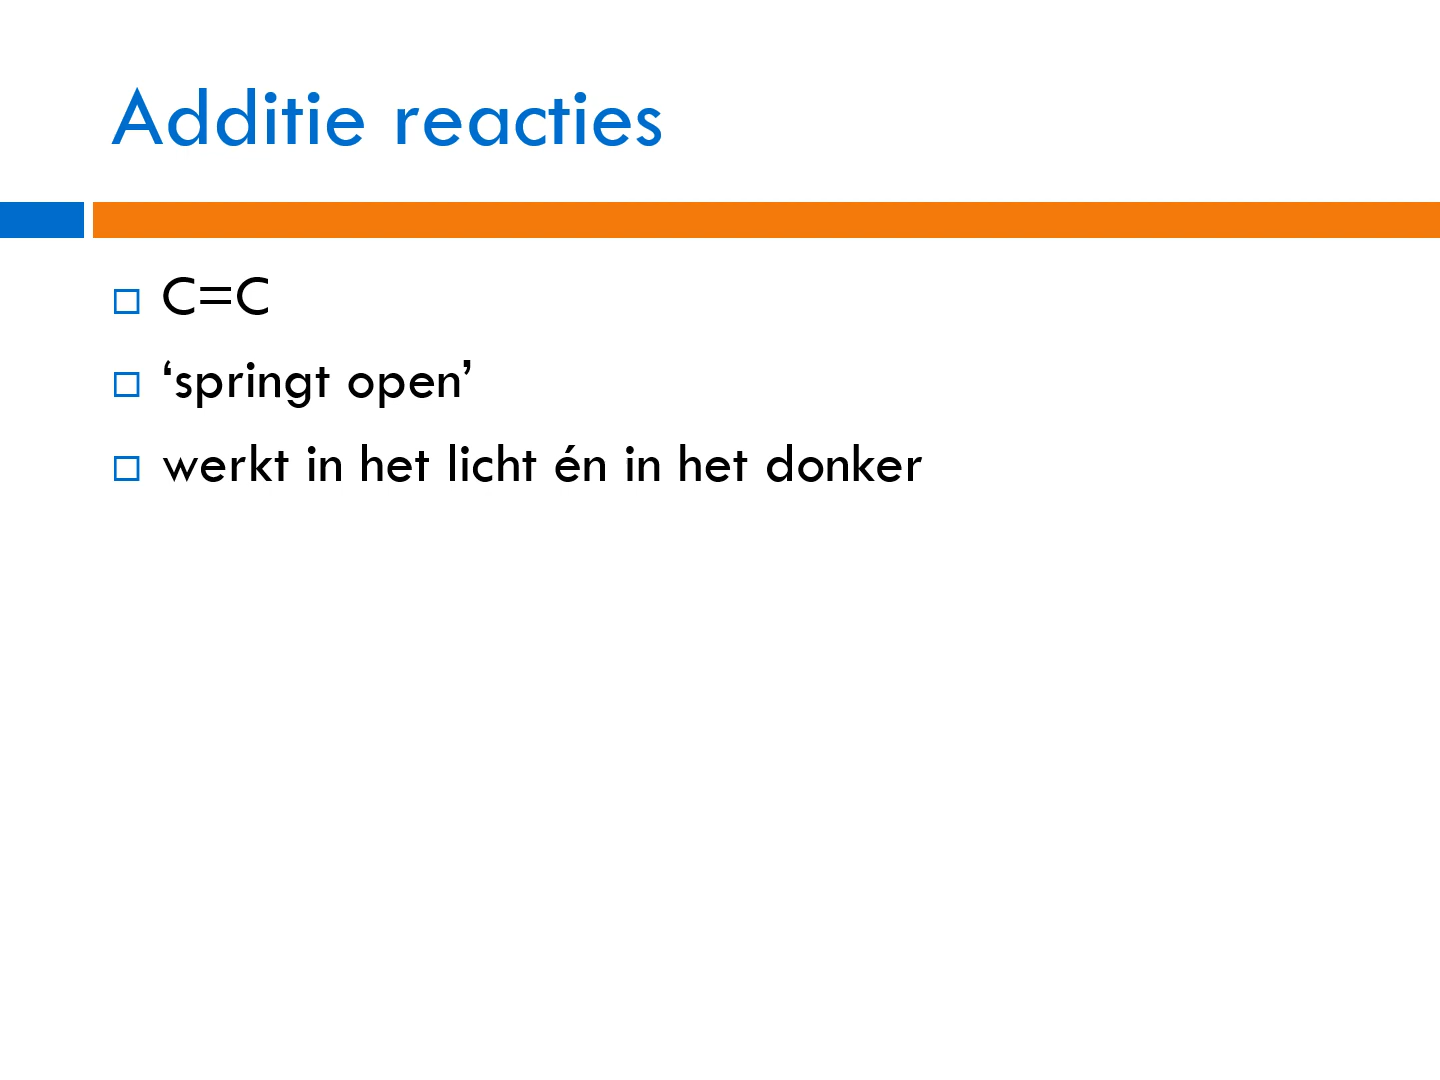 Additie reacties
C=C
‘springt open’
werkt in het licht én in het donker